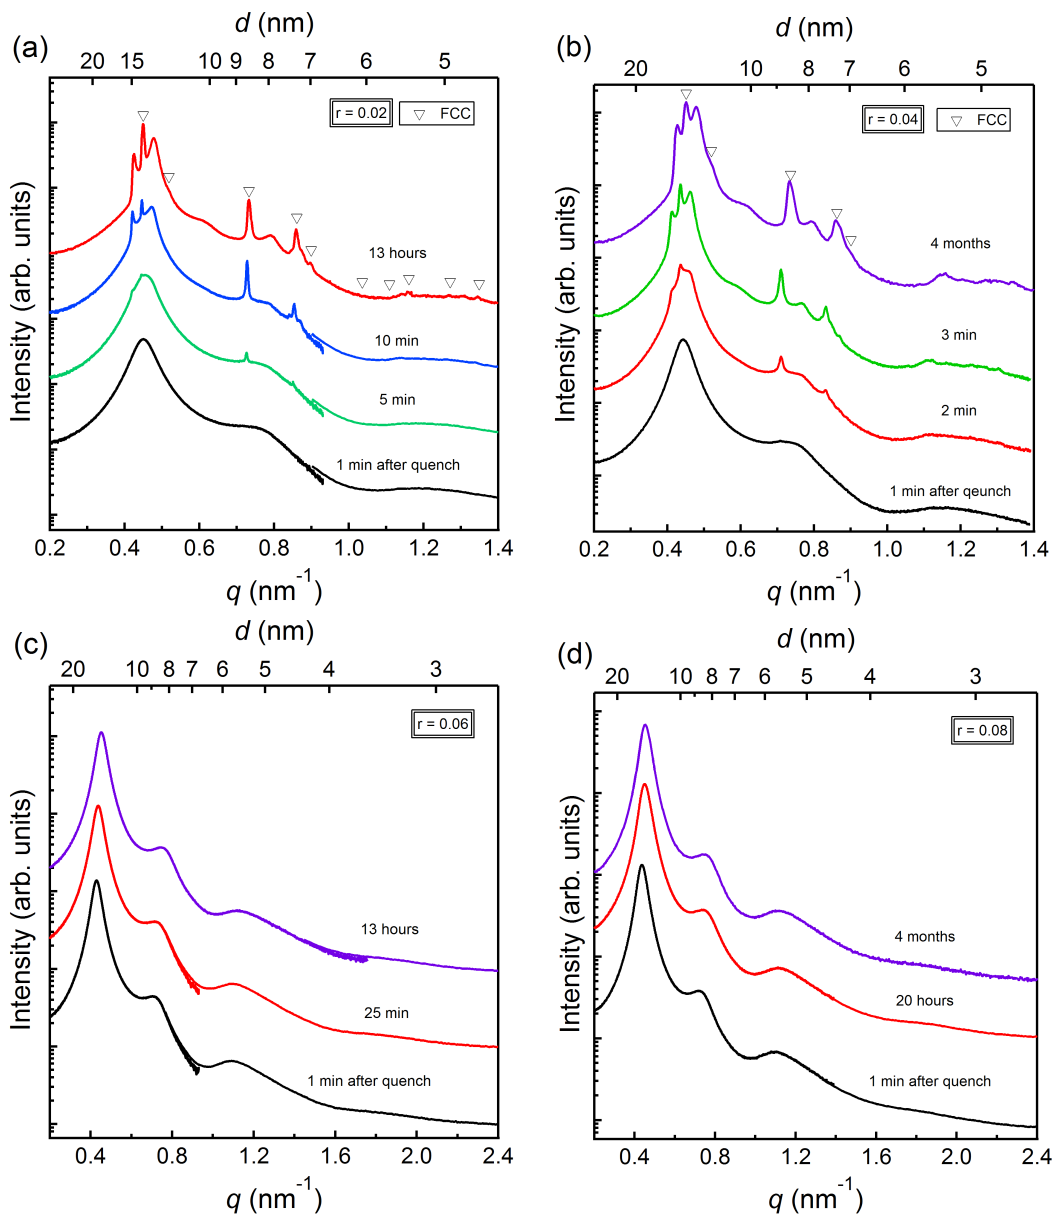 (a)
d (nm)
20 15 10 9 8 7 6 5
r = 0.02
▽ FCC
Intensity (arb. units)
13 hours
10 min
5 min
1 min after quench
0.2 0.4 0.6 0.8 1.0 1.2 1.4
q (nm⁻¹)
(b)
d (nm)
20 10 8 7 6 5
r = 0.04
▽ FCC
Intensity (arb. units)
4 months
3 min
2 min
1 min after qeunch
0.2 0.4 0.6 0.8 1.0 1.2 1.4
q (nm⁻¹)
(c)
d (nm)
20 10 8 7 6 5 4 3
r = 0.06
Intensity (arb. units)
13 hours
25 min
1 min after quench
0.4 0.8 1.2 1.6 2.0 2.4
q (nm⁻¹)
(d)
d (nm)
20 10 8 7 6 5 4 3
r = 0.08
Intensity (arb. units)
4 months
20 hours
1 min after quench
0.4 0.8 1.2 1.6 2.0 2.4
q (nm⁻¹)